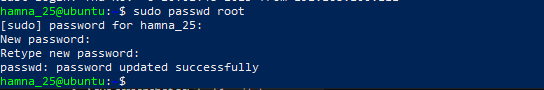 hamna_25@ubuntu:~$ sudo passwd root
[sudo] password for hamna_25:
New password:
Retype new password:
passwd: password updated successfully
hamna_25@ubuntu:~$